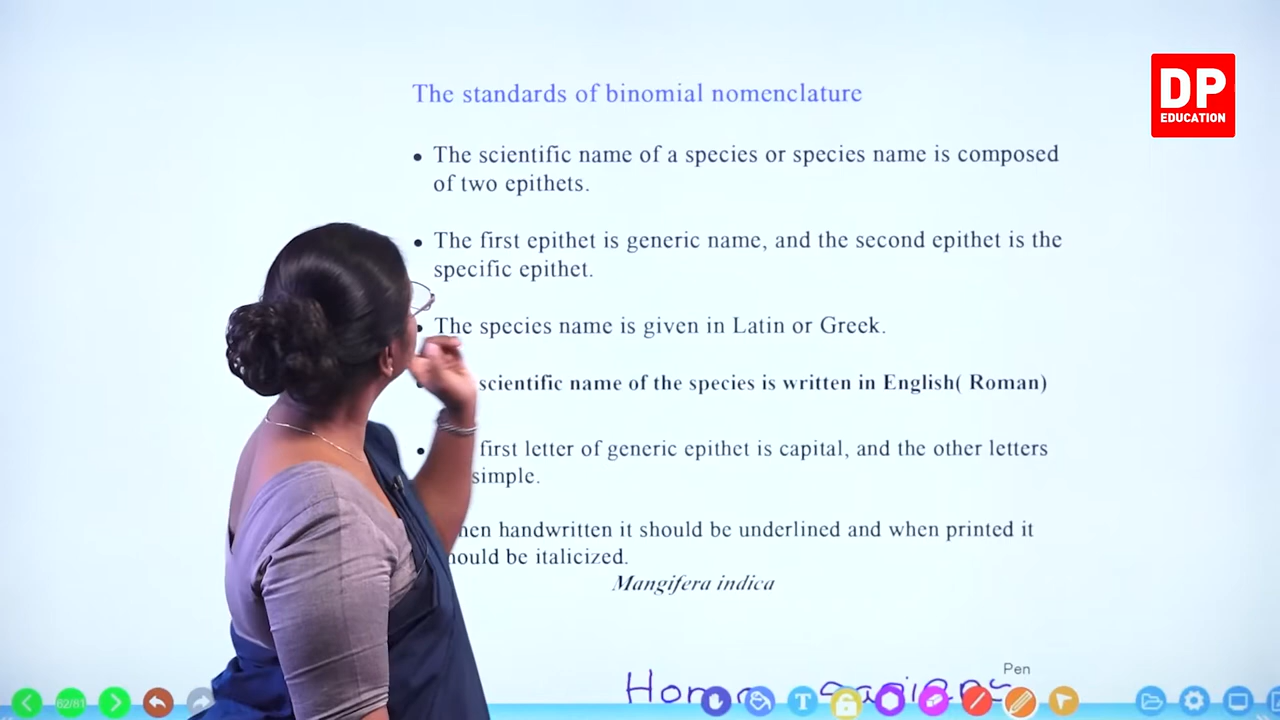 The standards of binomial nomenclature
DP
EDUCATION
• The scientific name of a species or species name is composed
of two epithets.
• The first epithet is generic name, and the second epithet is the
specific epithet.
• The species name is given in Latin or Greek.
scientific name of the species is written in English( Roman)
• first letter of generic epithet is capital, and the other letters
simple.
hen handwritten it should be underlined and when printed it
hould be italicized.
Mangifera indica
Pen
62/81
T